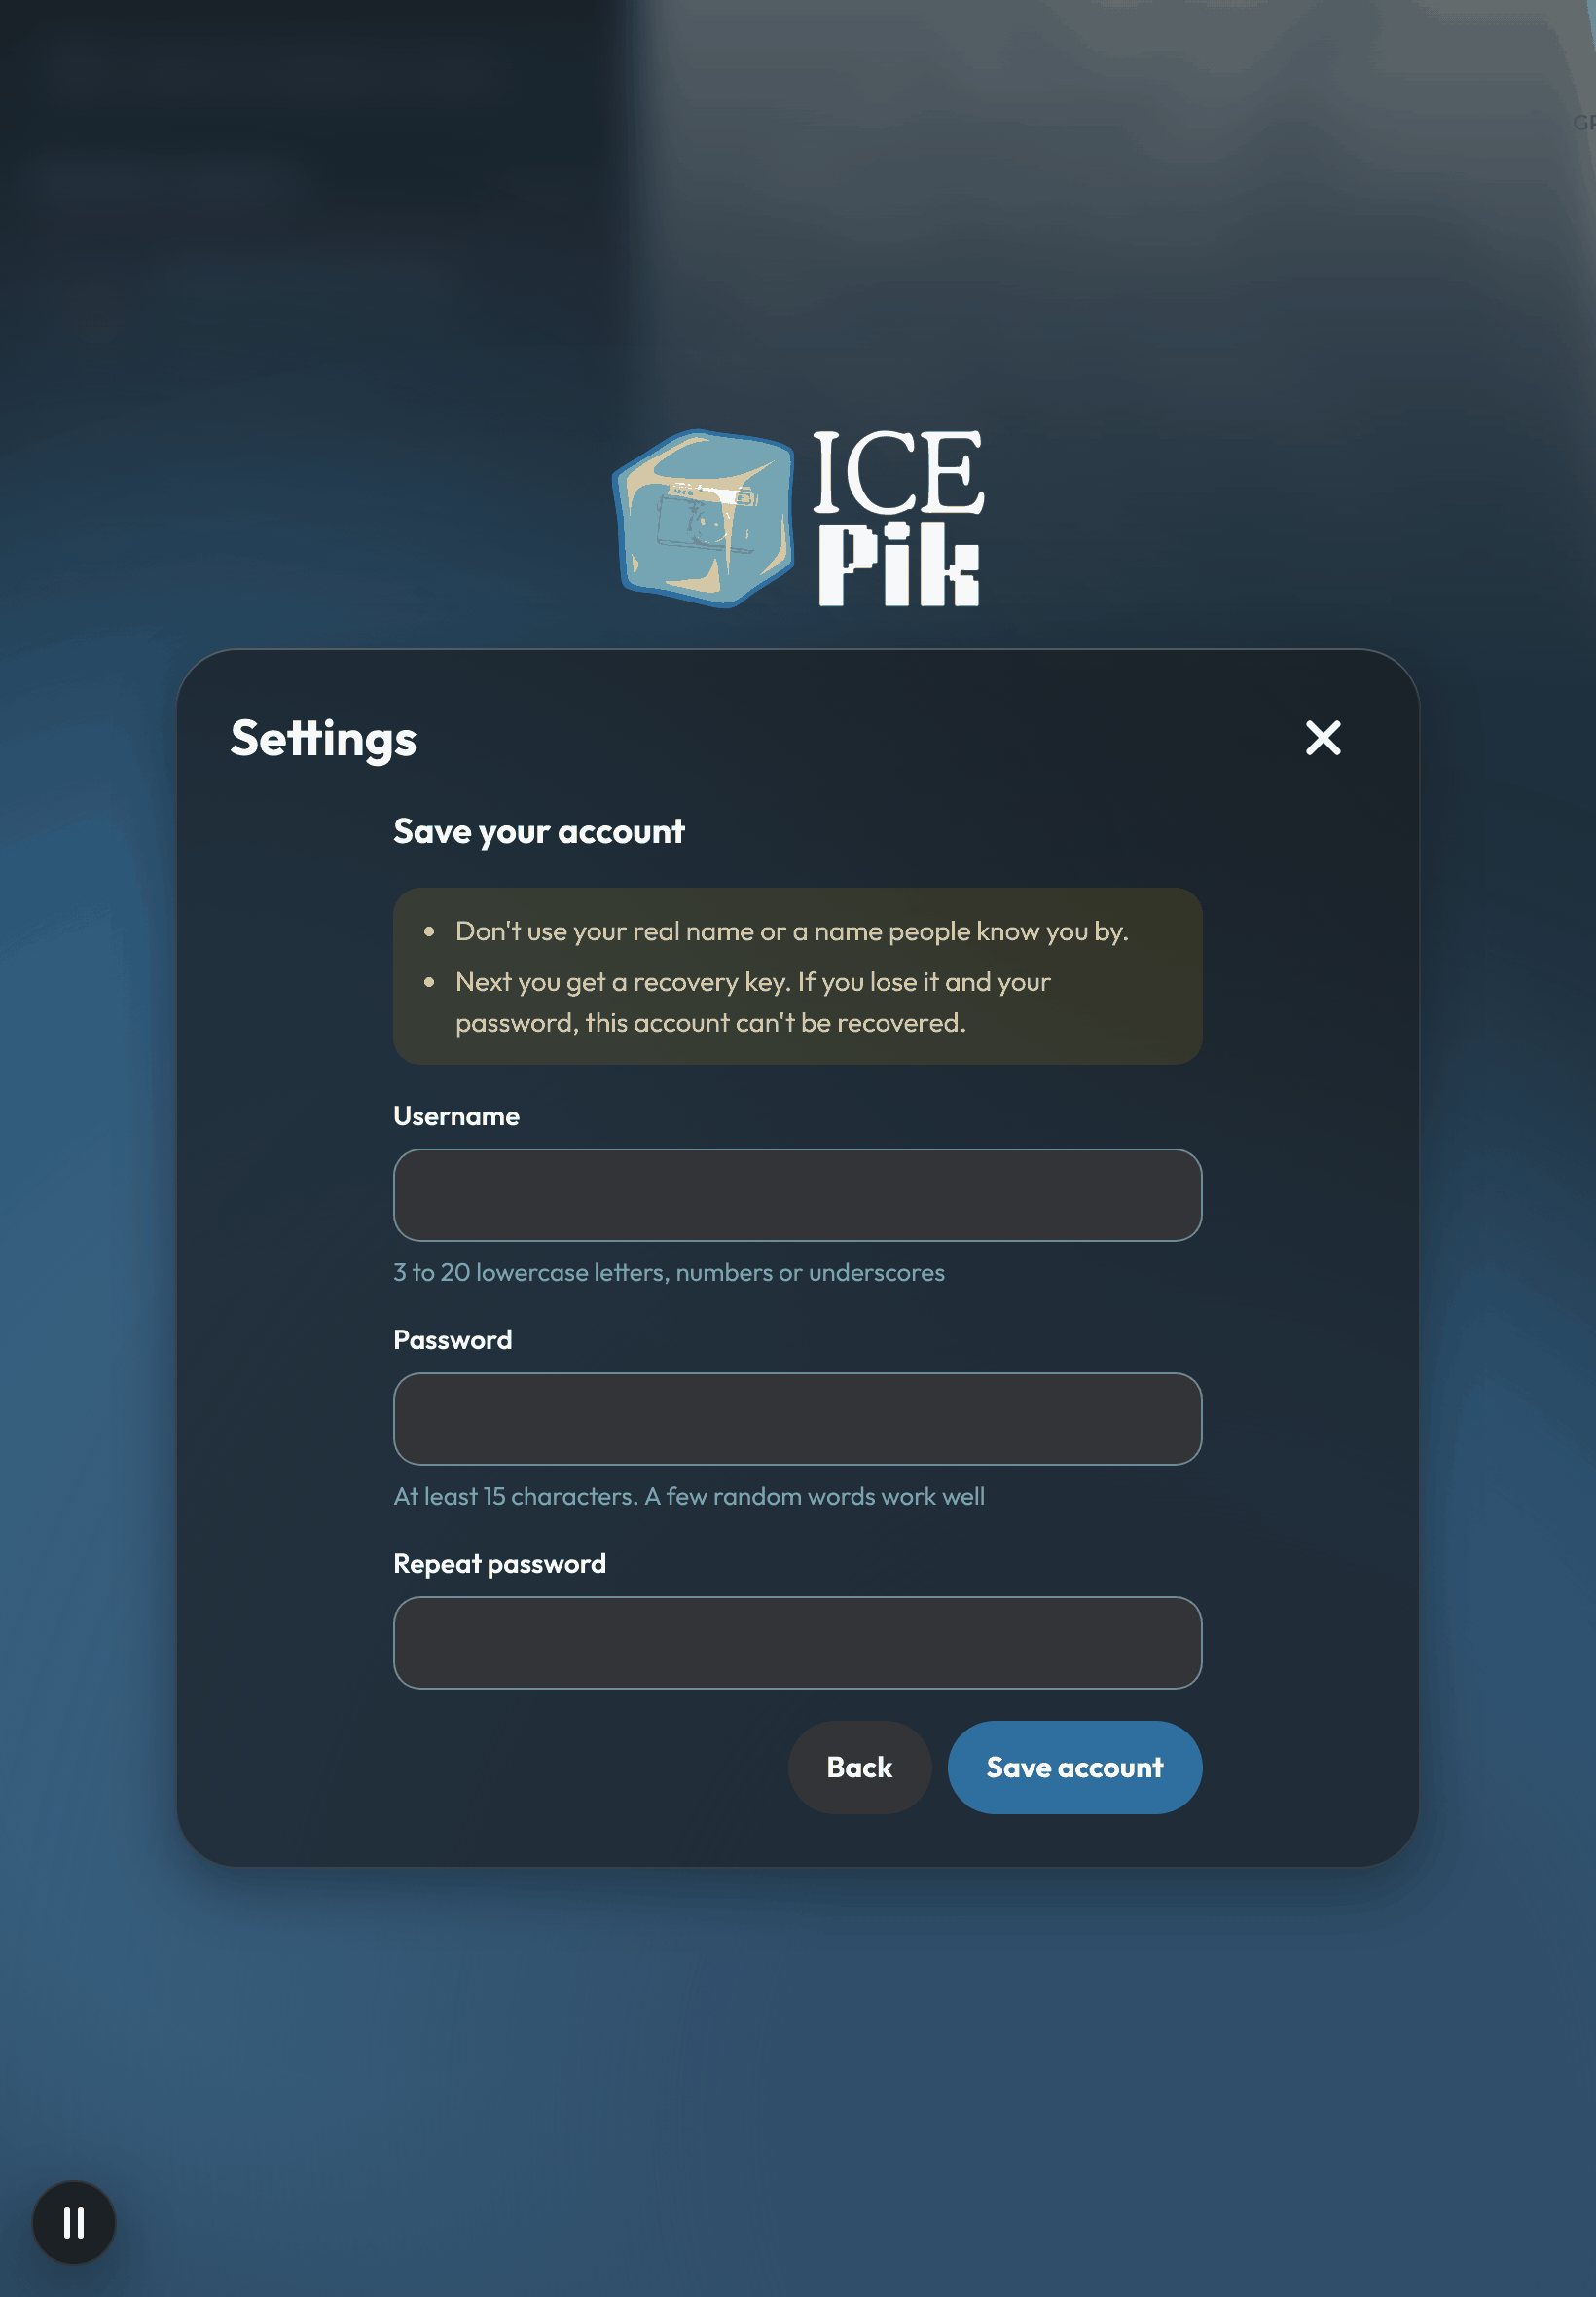 GR
ICE
Pik
Settings
Save your account
• Don't use your real name or a name people know you by.
• Next you get a recovery key. If you lose it and your
password, this account can't be recovered.
Username
3 to 20 lowercase letters, numbers or underscores
Password
At least 15 characters. A few random words work well
Repeat password
Back
Save account